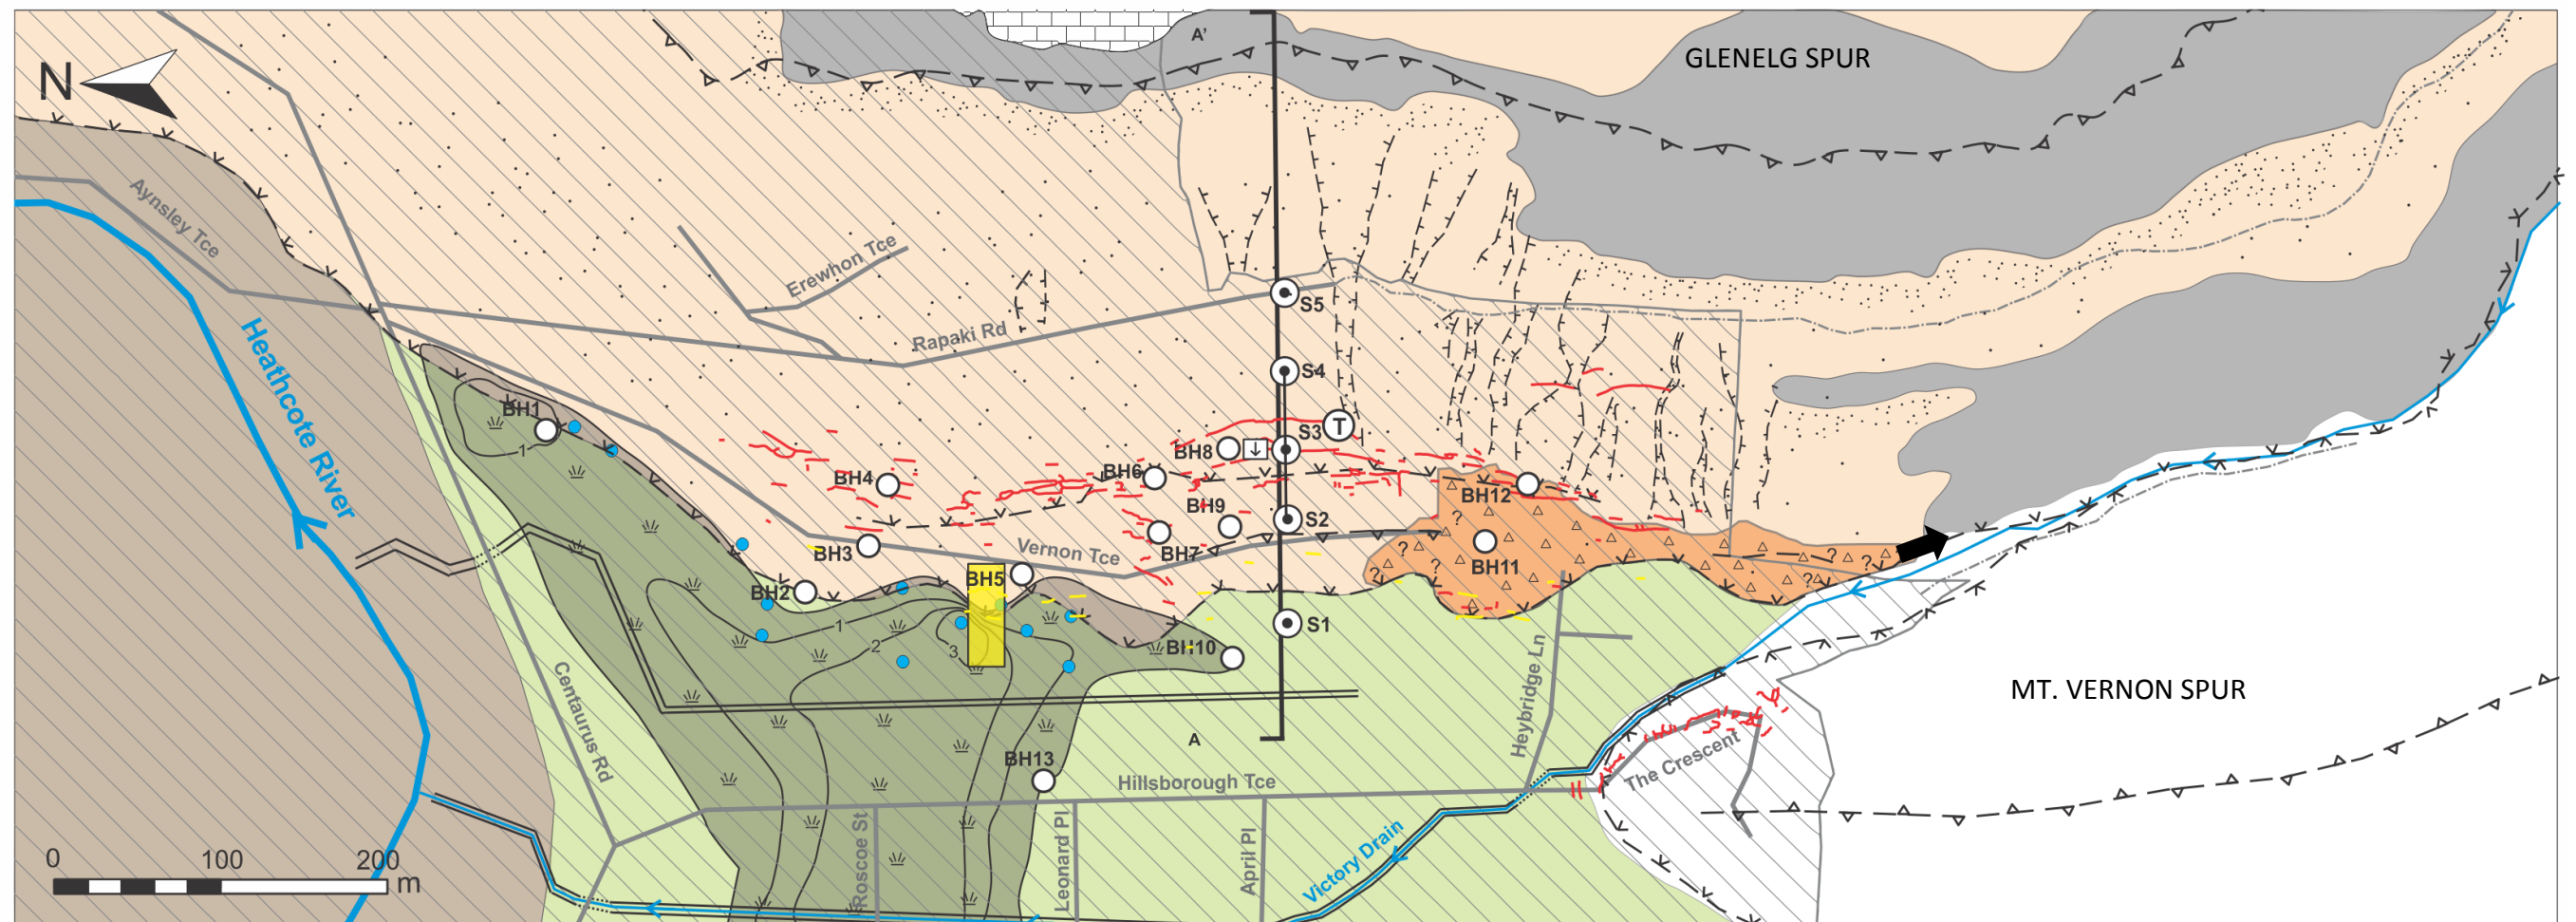 A'
GLENELG SPUR
N
Aynsley Tce
Erewhon Tce
S5
Rapaki Rd
Heathcote River
S4
BH1
1
T
S3
BH8
↓
BH6
BH4
BH12
BH9
S2
?
BH3
BH7
Vernon Tce
?
?
?
?
?
BH11
BH5
?
BH2
1
S1
2
3
BH10
Centaurus Rd
Heybridge Ln
MT. VERNON SPUR
A
BH13
Hillsborough Tce
The Crescent
Roscoe St
Leonard Pl
April Pl
Victory Drain
0 100 200 m